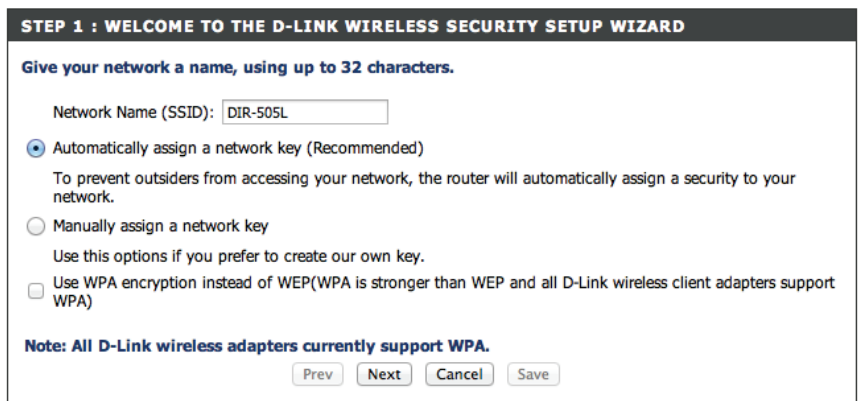 STEP 1 : WELCOME TO THE D-LINK WIRELESS SECURITY SETUP WIZARD
Give your network a name, using up to 32 characters.
Network Name (SSID): DIR-505L
Automatically assign a network key (Recommended)
To prevent outsiders from accessing your network, the router will automatically assign a security to your
network.
Manually assign a network key
Use this options if you prefer to create our own key.
Use WPA encryption instead of WEP(WPA is stronger than WEP and all D-Link wireless client adapters support
WPA)
Note: All D-Link wireless adapters currently support WPA.
Prev Next Cancel Save